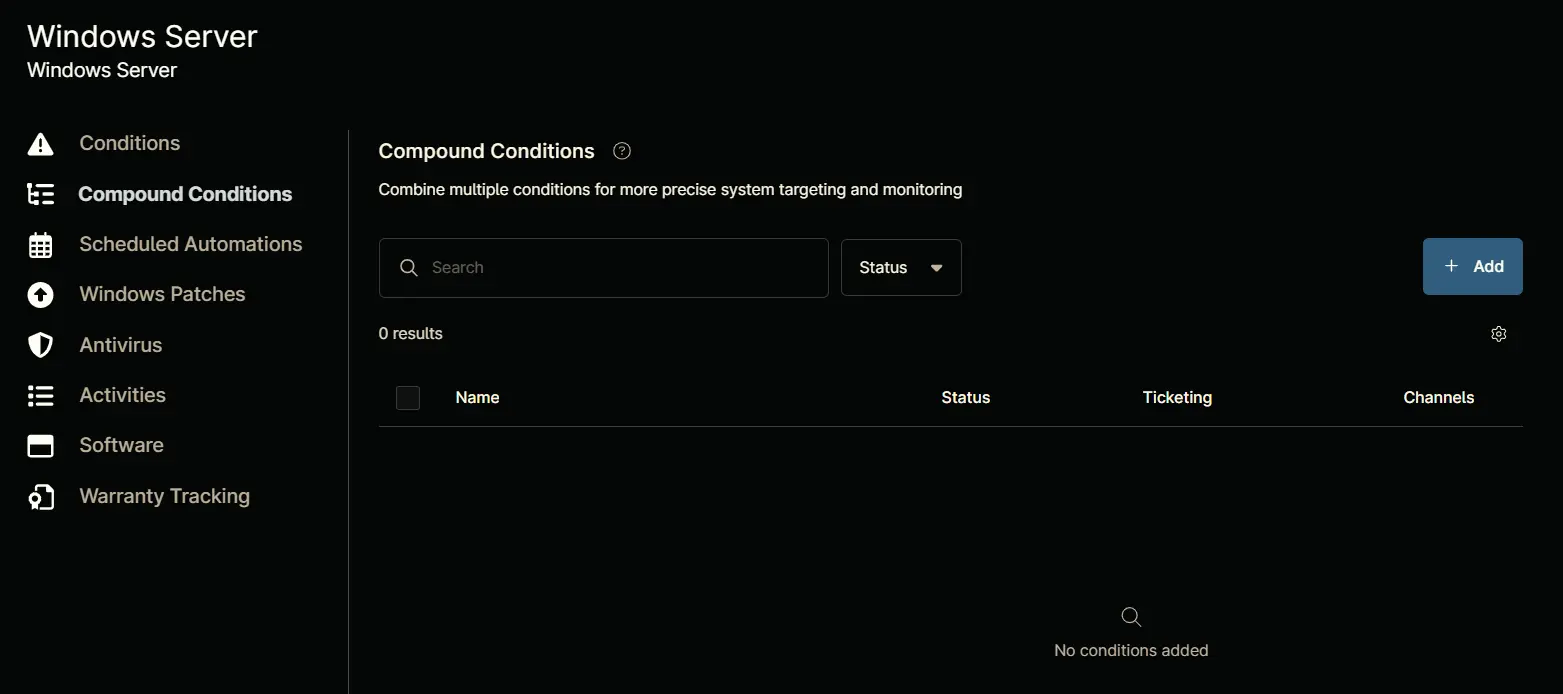 Windows Server
Windows Server
Conditions
Compound Conditions
Scheduled Automations
Windows Patches
Antivirus
Activities
Software
Warranty Tracking
Compound Conditions ?
Combine multiple conditions for more precise system targeting and monitoring
Search
Status
+ Add
0 results
Name Status Ticketing Channels
No conditions added